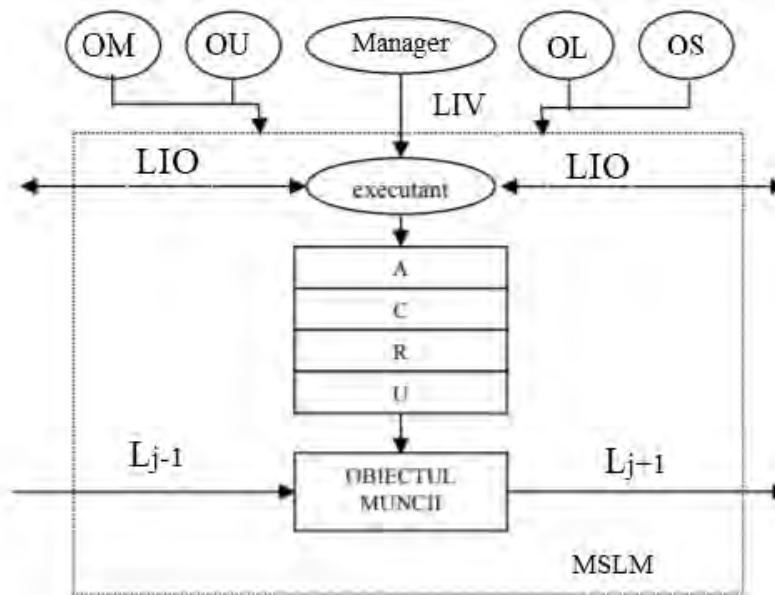 OM OU Manager OL OS
LIV
LIO LIO
executant
A
C
R
U
Lj-1 Lj+1
OBIECTUL
MUNCII
MSLM